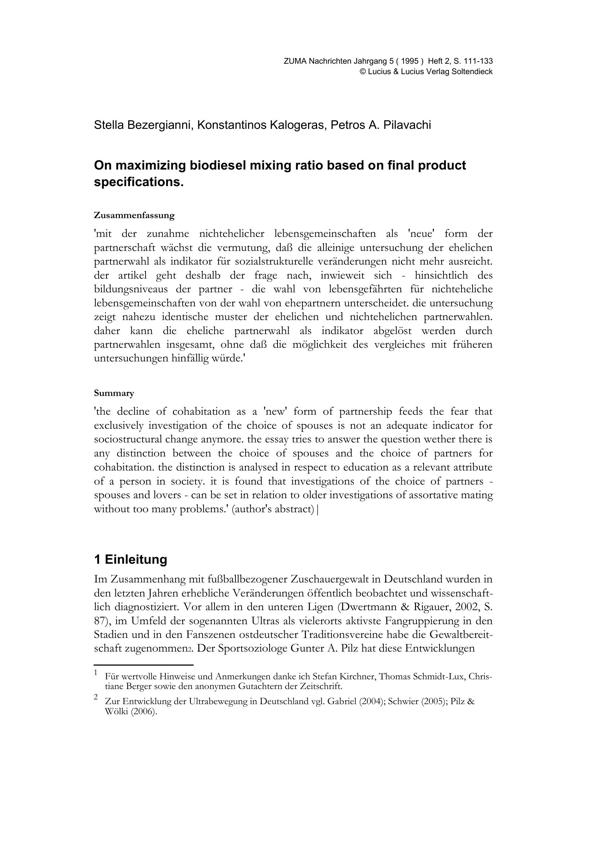 ZUMA Nachrichten Jahrgang 5 ( 1995 ) Heft 2, S. 111-133
© Lucius & Lucius Verlag Soltendieck
Stella Bezergianni, Konstantinos Kalogeras, Petros A. Pilavachi
On maximizing biodiesel mixing ratio based on final product
specifications.
Zusammenfassung
'mit der zunahme nichtehelicher lebensgemeinschaften als 'neue' form der
partnerschaft wächst die vermutung, daß die alleinige untersuchung der ehelichen
partnerwahl als indikator für sozialstrukturelle veränderungen nicht mehr ausreicht.
der artikel geht deshalb der frage nach, inwieweit sich - hinsichtlich des
bildungsniveaus der partner - die wahl von lebensgefährten für nichteheliche
lebensgemeinschaften von der wahl von ehepartnern unterscheidet. die untersuchung
zeigt nahezu identische muster der ehelichen und nichtehelichen partnerwahlen.
daher kann die eheliche partnerwahl als indikator abgelöst werden durch
partnerwahlen insgesamt, ohne daß die möglichkeit des vergleiches mit früheren
untersuchungen hinfällig würde.'
Summary
'the decline of cohabitation as a 'new' form of partnership feeds the fear that
exclusively investigation of the choice of spouses is not an adequate indicator for
sociostructural change anymore. the essay tries to answer the question wether there is
any distinction between the choice of spouses and the choice of partners for
cohabitation. the distinction is analysed in respect to education as a relevant attribute
of a person in society. it is found that investigations of the choice of partners -
spouses and lovers - can be set in relation to older investigations of assortative mating
without too many problems.' (author's abstract)|
1 Einleitung
Im Zusammenhang mit fußballbezogener Zuschauergewalt in Deutschland wurden in
den letzten Jahren erhebliche Veränderungen öffentlich beobachtet und wissenschaft-
lich diagnostiziert. Vor allem in den unteren Ligen (Dwertmann & Rigauer, 2002, S.
87), im Umfeld der sogenannten Ultras als vielerorts aktivste Fangruppierung in den
Stadien und in den Fanszenen ostdeutscher Traditionsvereine habe die Gewaltbereit-
schaft zugenommen2. Der Sportsoziologe Gunter A. Pilz hat diese Entwicklungen
1 Für wertvolle Hinweise und Anmerkungen danke ich Stefan Kirchner, Thomas Schmidt-Lux, Chris-
tiane Berger sowie den anonymen Gutachtern der Zeitschrift.
2 Zur Entwicklung der Ultrabewegung in Deutschland vgl. Gabriel (2004); Schwier (2005); Pilz &
Wölki (2006).